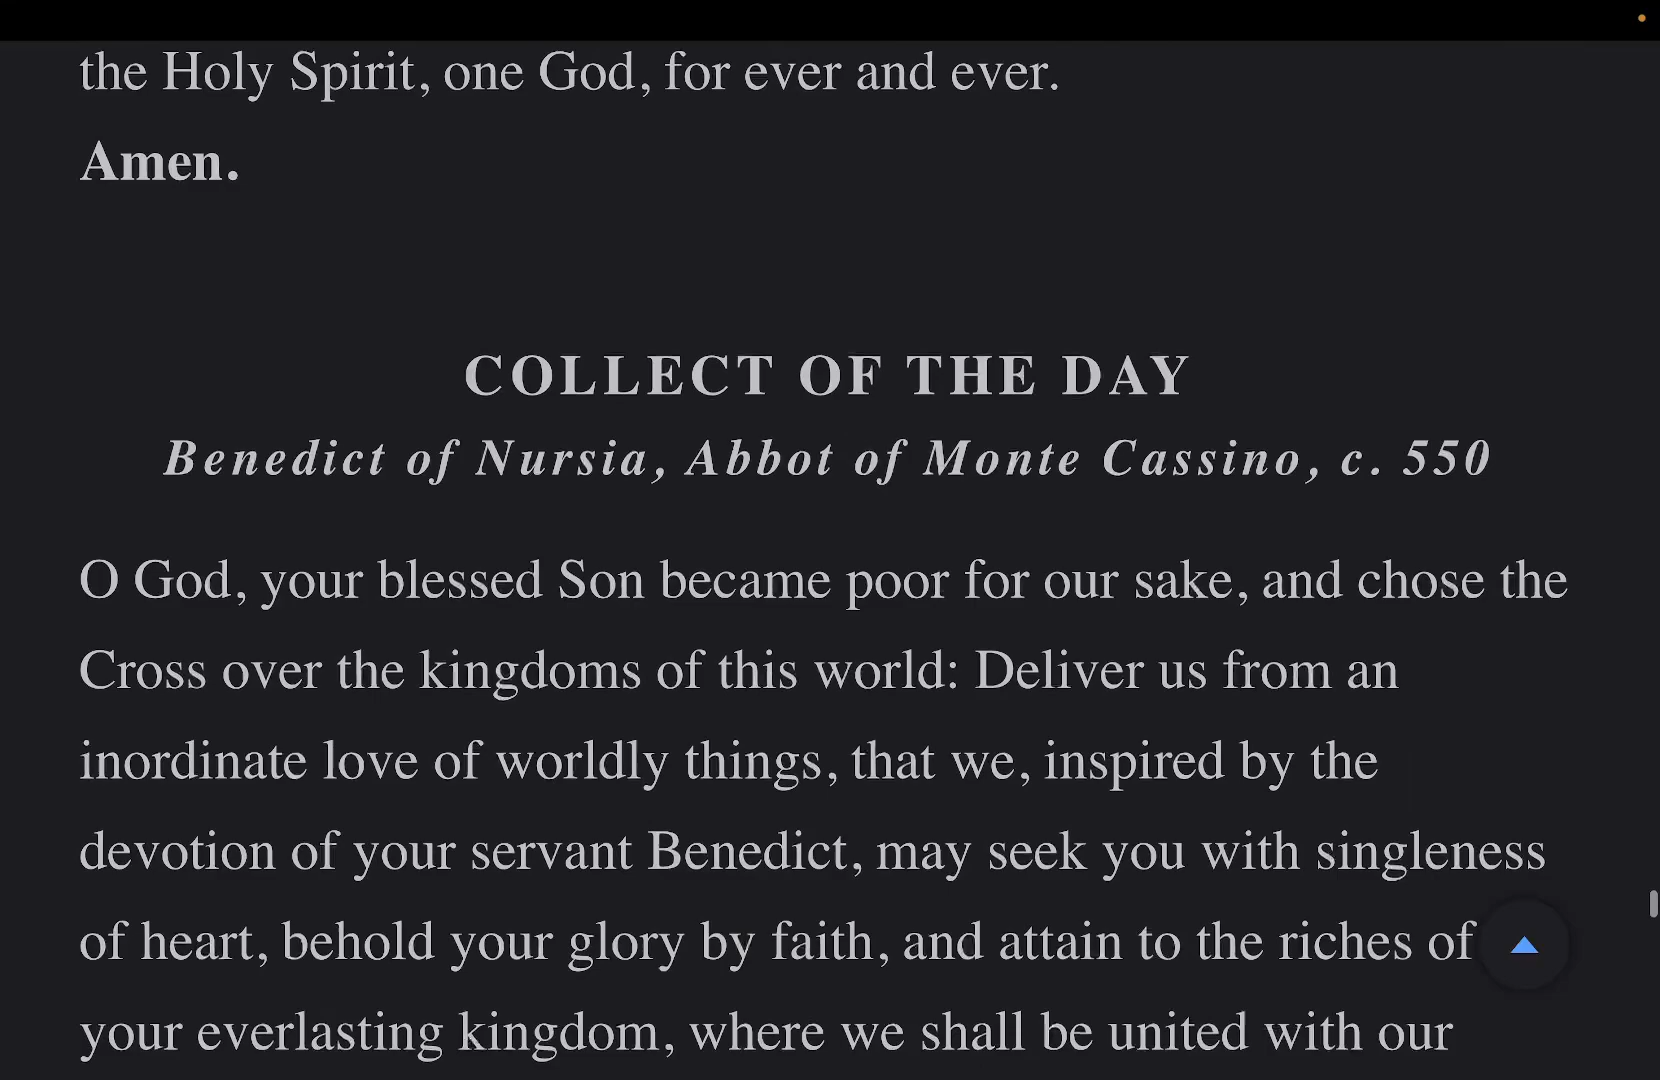 the Holy Spirit, one God, for ever and ever.
Amen.
COLLECT OF THE DAY
Benedict of Nursia, Abbot of Monte Cassino, c. 550
O God, your blessed Son became poor for our sake, and chose the
Cross over the kingdoms of this world: Deliver us from an
inordinate love of worldly things, that we, inspired by the
devotion of your servant Benedict, may seek you with singleness
of heart, behold your glory by faith, and attain to the riches of
your everlasting kingdom, where we shall be united with our